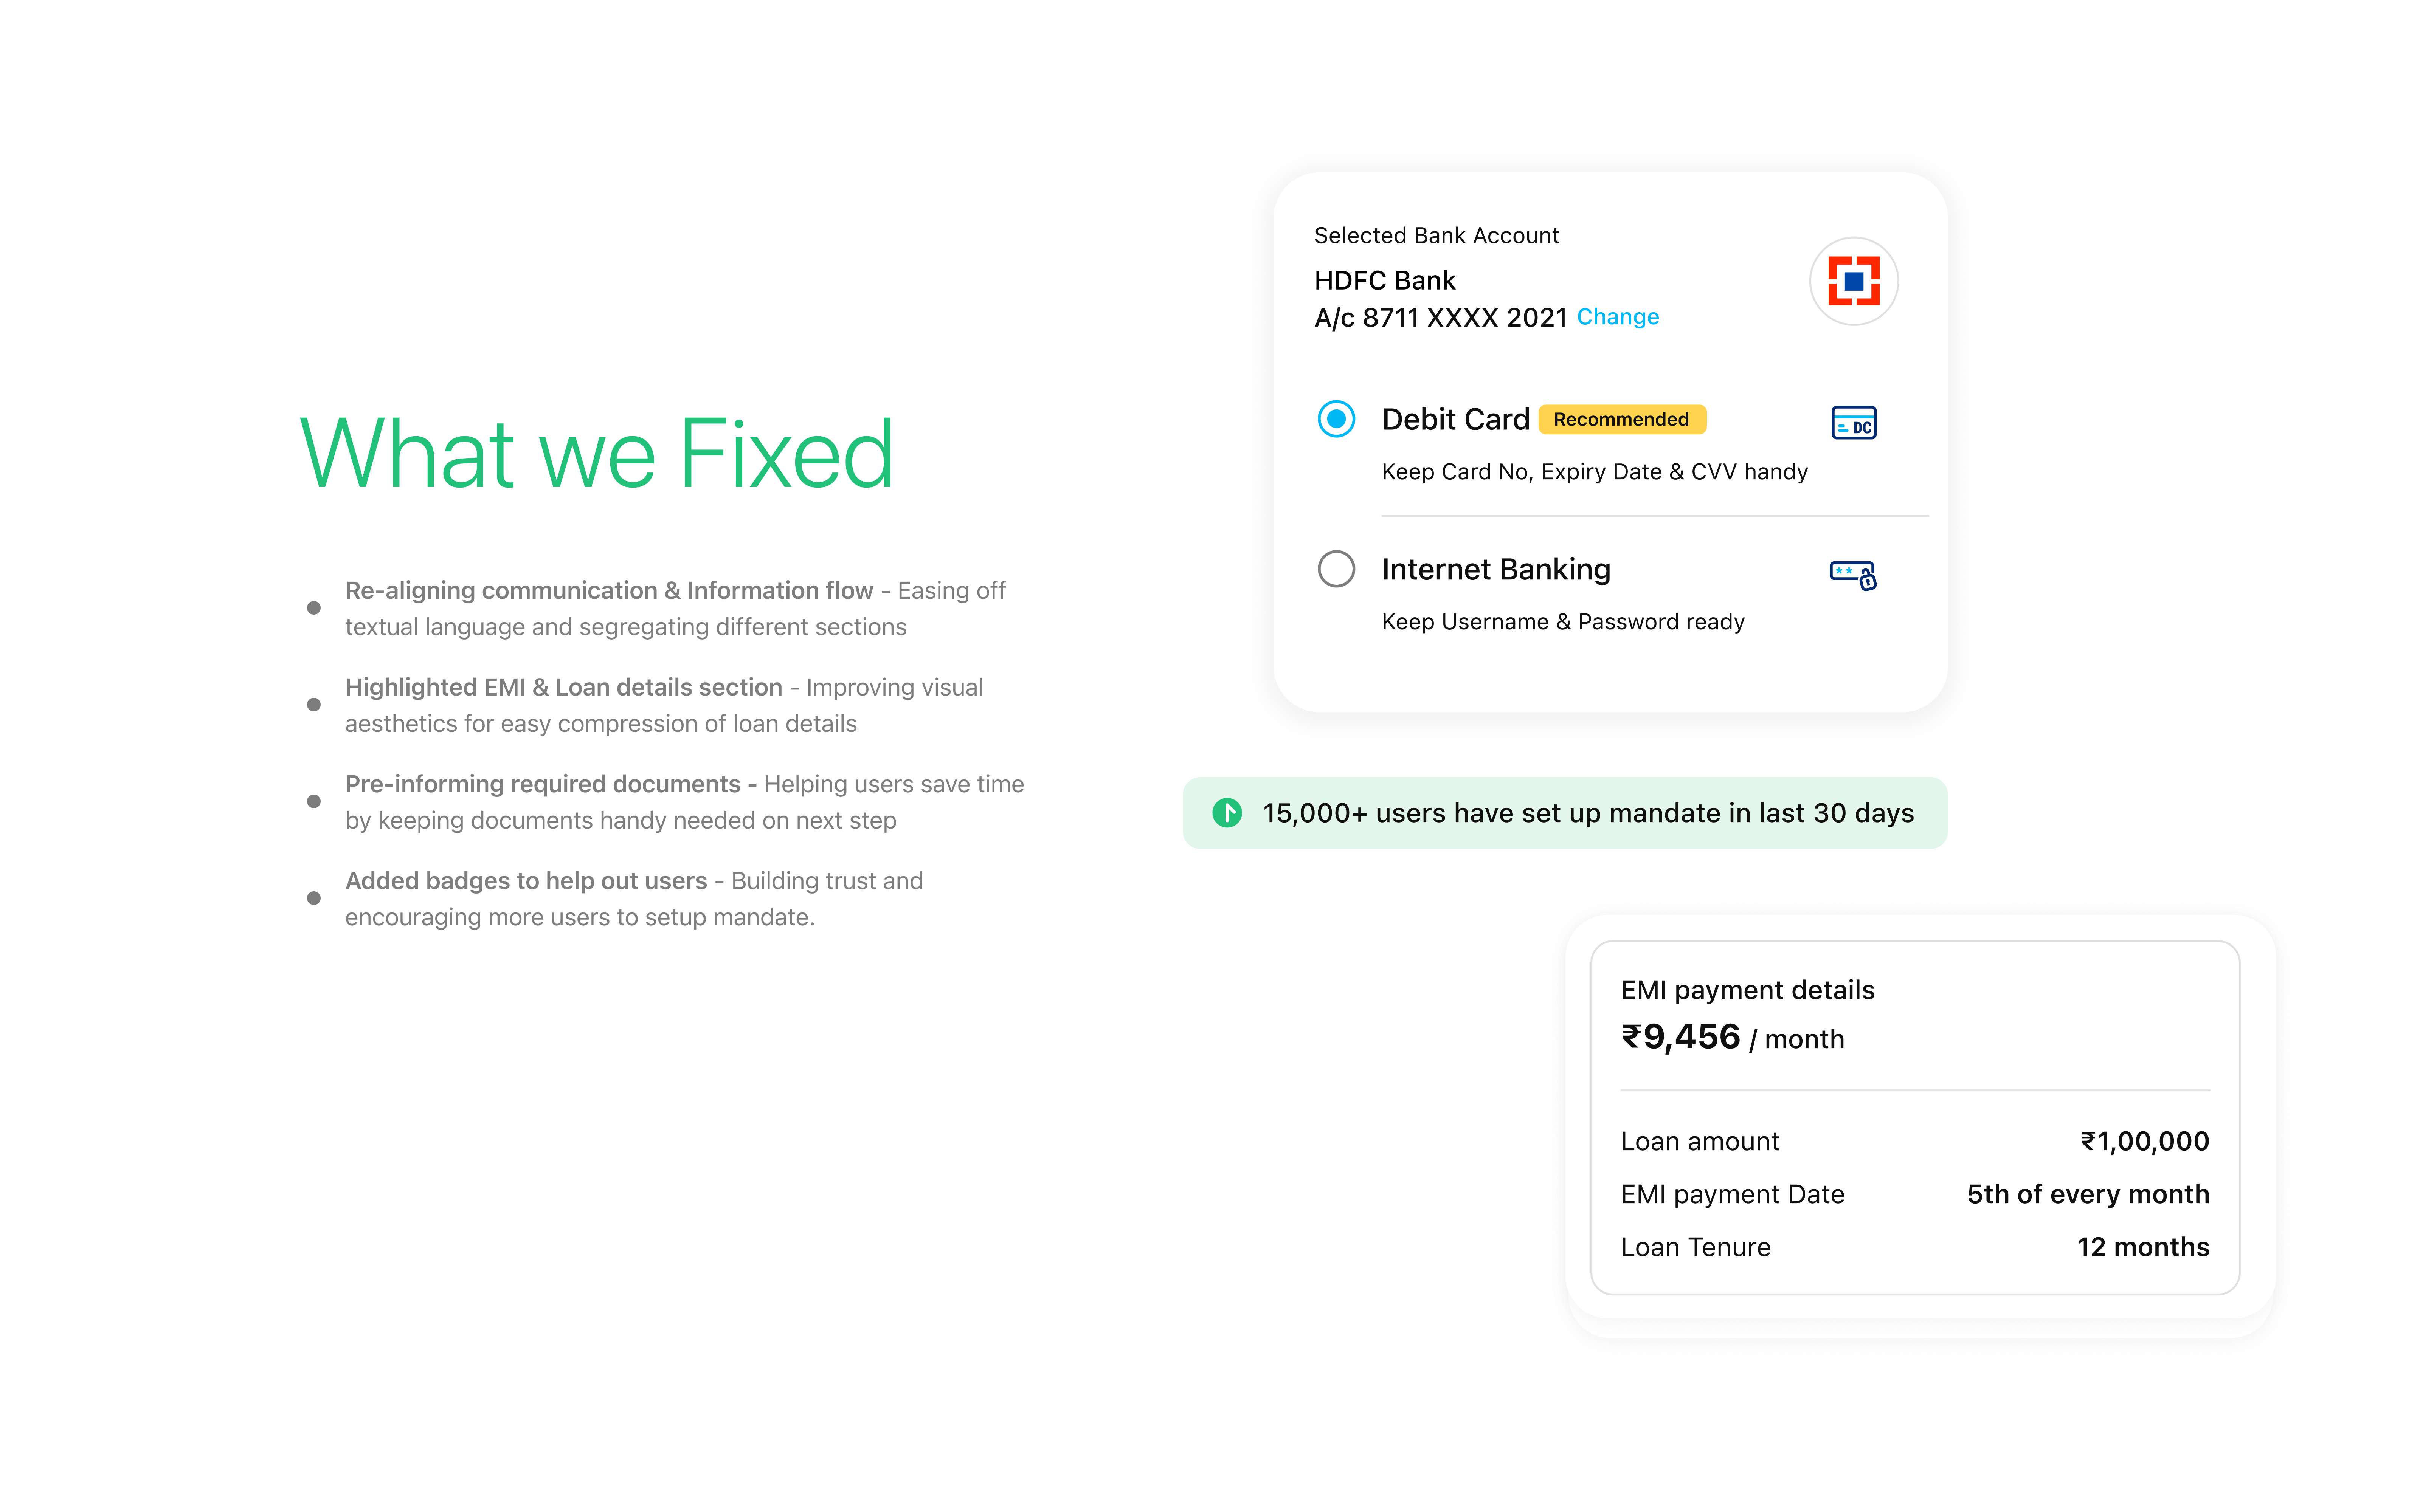 What we Fixed
Re-aligning communication & Information flow - Easing off
textual language and segregating different sections
Highlighted EMI & Loan details section - Improving visual
aesthetics for easy compression of loan details
Pre-informing required documents - Helping users save time
by keeping documents handy needed on next step
Added badges to help out users - Building trust and
encouraging more users to setup mandate.
Selected Bank Account
HDFC Bank
A/c 8711 XXXX 2021 Change
Debit Card Recommended
DC
Keep Card No, Expiry Date & CVV handy
Internet Banking
**
Keep Username & Password ready
15,000+ users have set up mandate in last 30 days
EMI payment details
₹9,456 / month
Loan amount ₹1,00,000
EMI payment Date 5th of every month
Loan Tenure 12 months